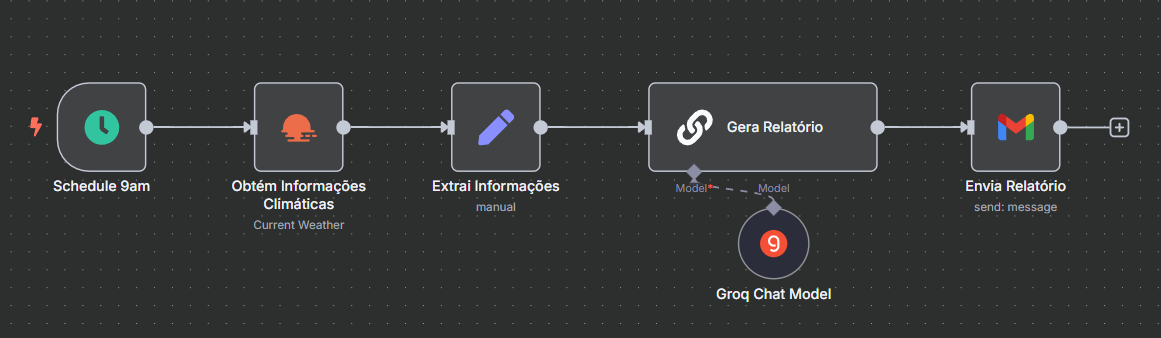 Gera Relatório
Schedule 9am
Obtém Informações
Climáticas
Current Weather
Extrai Informações
manual
Model*
Model
Envia Relatório
send: message
Groq Chat Model